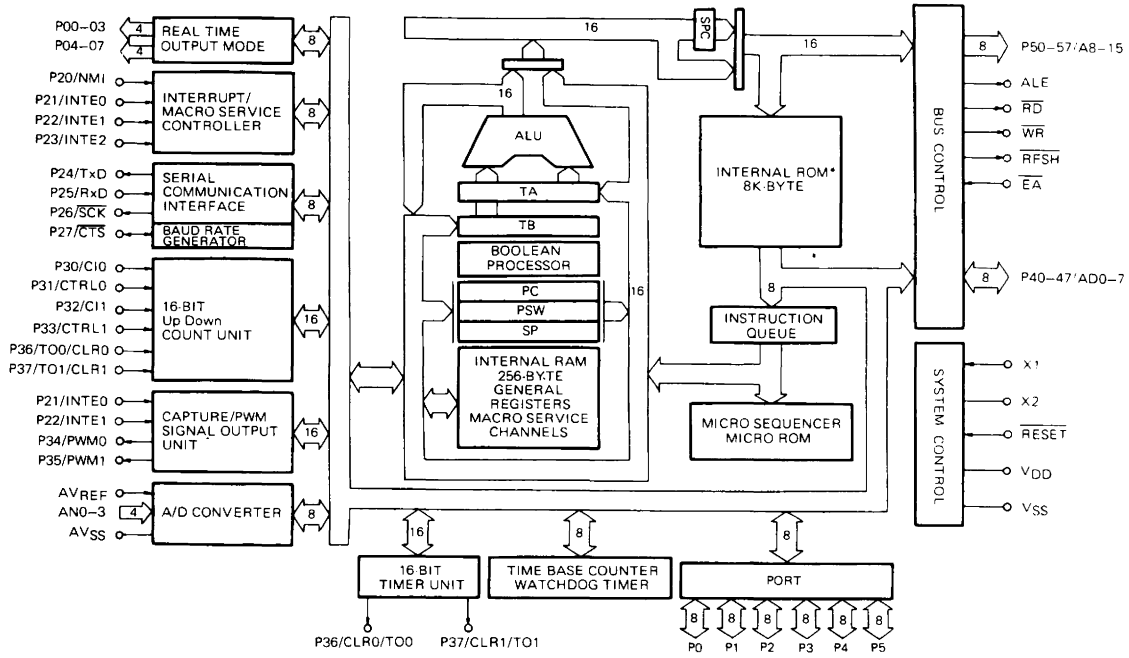 P00-03
4
P04-07
4
REAL TIME
OUTPUT MODE
8
P20/NMI
P21/INTE0
P22/INTE1
P23/INTE2
INTERRUPT/
MACRO SERVICE
CONTROLLER
8
P24/TxD
P25/RxD
P26/SCK
P27/CTS
SERIAL
COMMUNICATION
INTERFACE
BAUD RATE
GENERATOR
8
P30/CI0
P31/CTRL0
P32/CI1
P33/CTRL1
P36/TO0/CLR0
P37/TO1/CLR1
16-BIT
Up Down
COUNT UNIT
16
P21/INTE0
P22/INTE1
P34/PWM0
P35/PWM1
CAPTURE/PWM
SIGNAL OUTPUT
UNIT
16
AVREF
AN0-3
4
AVSS
A/D CONVERTER
8
16
SPC
16
16
ALU
TA
TB
BOOLEAN
PROCESSOR
PC
PSW
SP
16
INTERNAL RAM
256-BYTE
GENERAL
REGISTERS
MACRO SERVICE
CHANNELS
INTERNAL ROM*
8K-BYTE
8
INSTRUCTION
QUEUE
MICRO SEQUENCER
MICRO ROM
BUS CONTROL
8
P50-57/A8-15
ALE
RD
WR
RFSH
EA
8
P40-47/AD0-7
SYSTEM CONTROL
X1
X2
RESET
VDD
VSS
16
16-BIT
TIMER UNIT
P36/CLR0/TO0
P37/CLR1/TO1
8
TIME BASE COUNTER
WATCHDOG TIMER
8
PORT
8 8 8 8 8 8
P0 P1 P2 P3 P4 P5